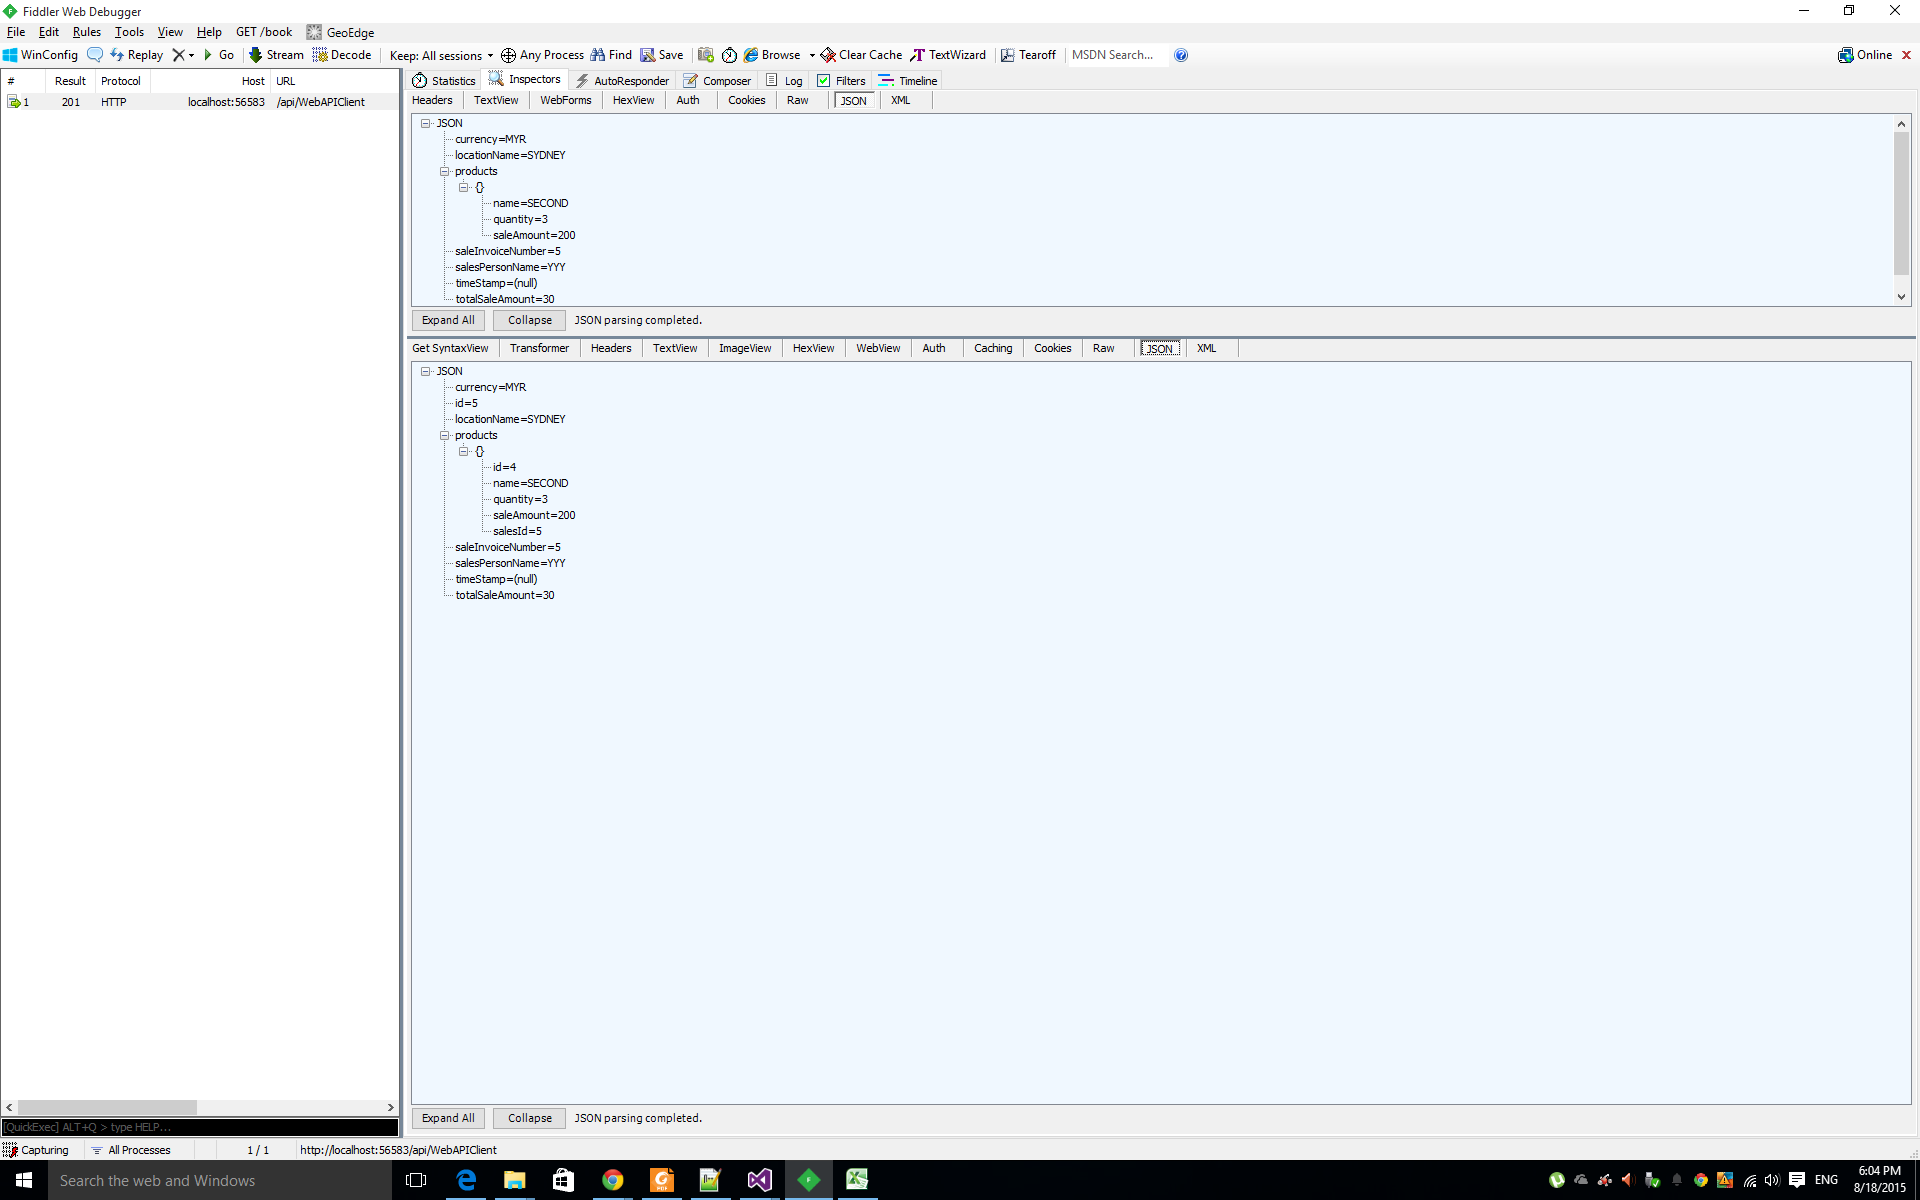 Fiddler Web Debugger
File Edit Rules Tools View Help GET /book GeoEdge
WinConfig Replay Go Stream Decode Keep: All sessions Any Process Find Save Browse Clear Cache TextWizard Tearoff MSDN Search... Online
# Result Protocol Host URL
1 201 HTTP localhost:56583 /api/WebAPIClient
Statistics Inspectors AutoResponder Composer Log Filters Timeline
Headers TextView WebForms HexView Auth Cookies Raw JSON XML
JSON
currency=MYR
locationName=SYDNEY
products
{}
name=SECOND
quantity=3
saleAmount=200
saleInvoiceNumber=5
salesPersonName=YYY
timeStamp=(null)
totalSaleAmount=30
Expand All Collapse JSON parsing completed.
Get SyntaxView Transformer Headers TextView ImageView HexView WebView Auth Caching Cookies Raw JSON XML
JSON
currency=MYR
id=5
locationName=SYDNEY
products
{}
id=4
name=SECOND
quantity=3
saleAmount=200
salesId=5
saleInvoiceNumber=5
salesPersonName=YYY
timeStamp=(null)
totalSaleAmount=30
Expand All Collapse JSON parsing completed.
[QuickExec] ALT+Q > type HELP...
Capturing All Processes 1 / 1 http://localhost:56583/api/WebAPIClient
Search the web and Windows
ENG
6:04 PM
8/18/2015